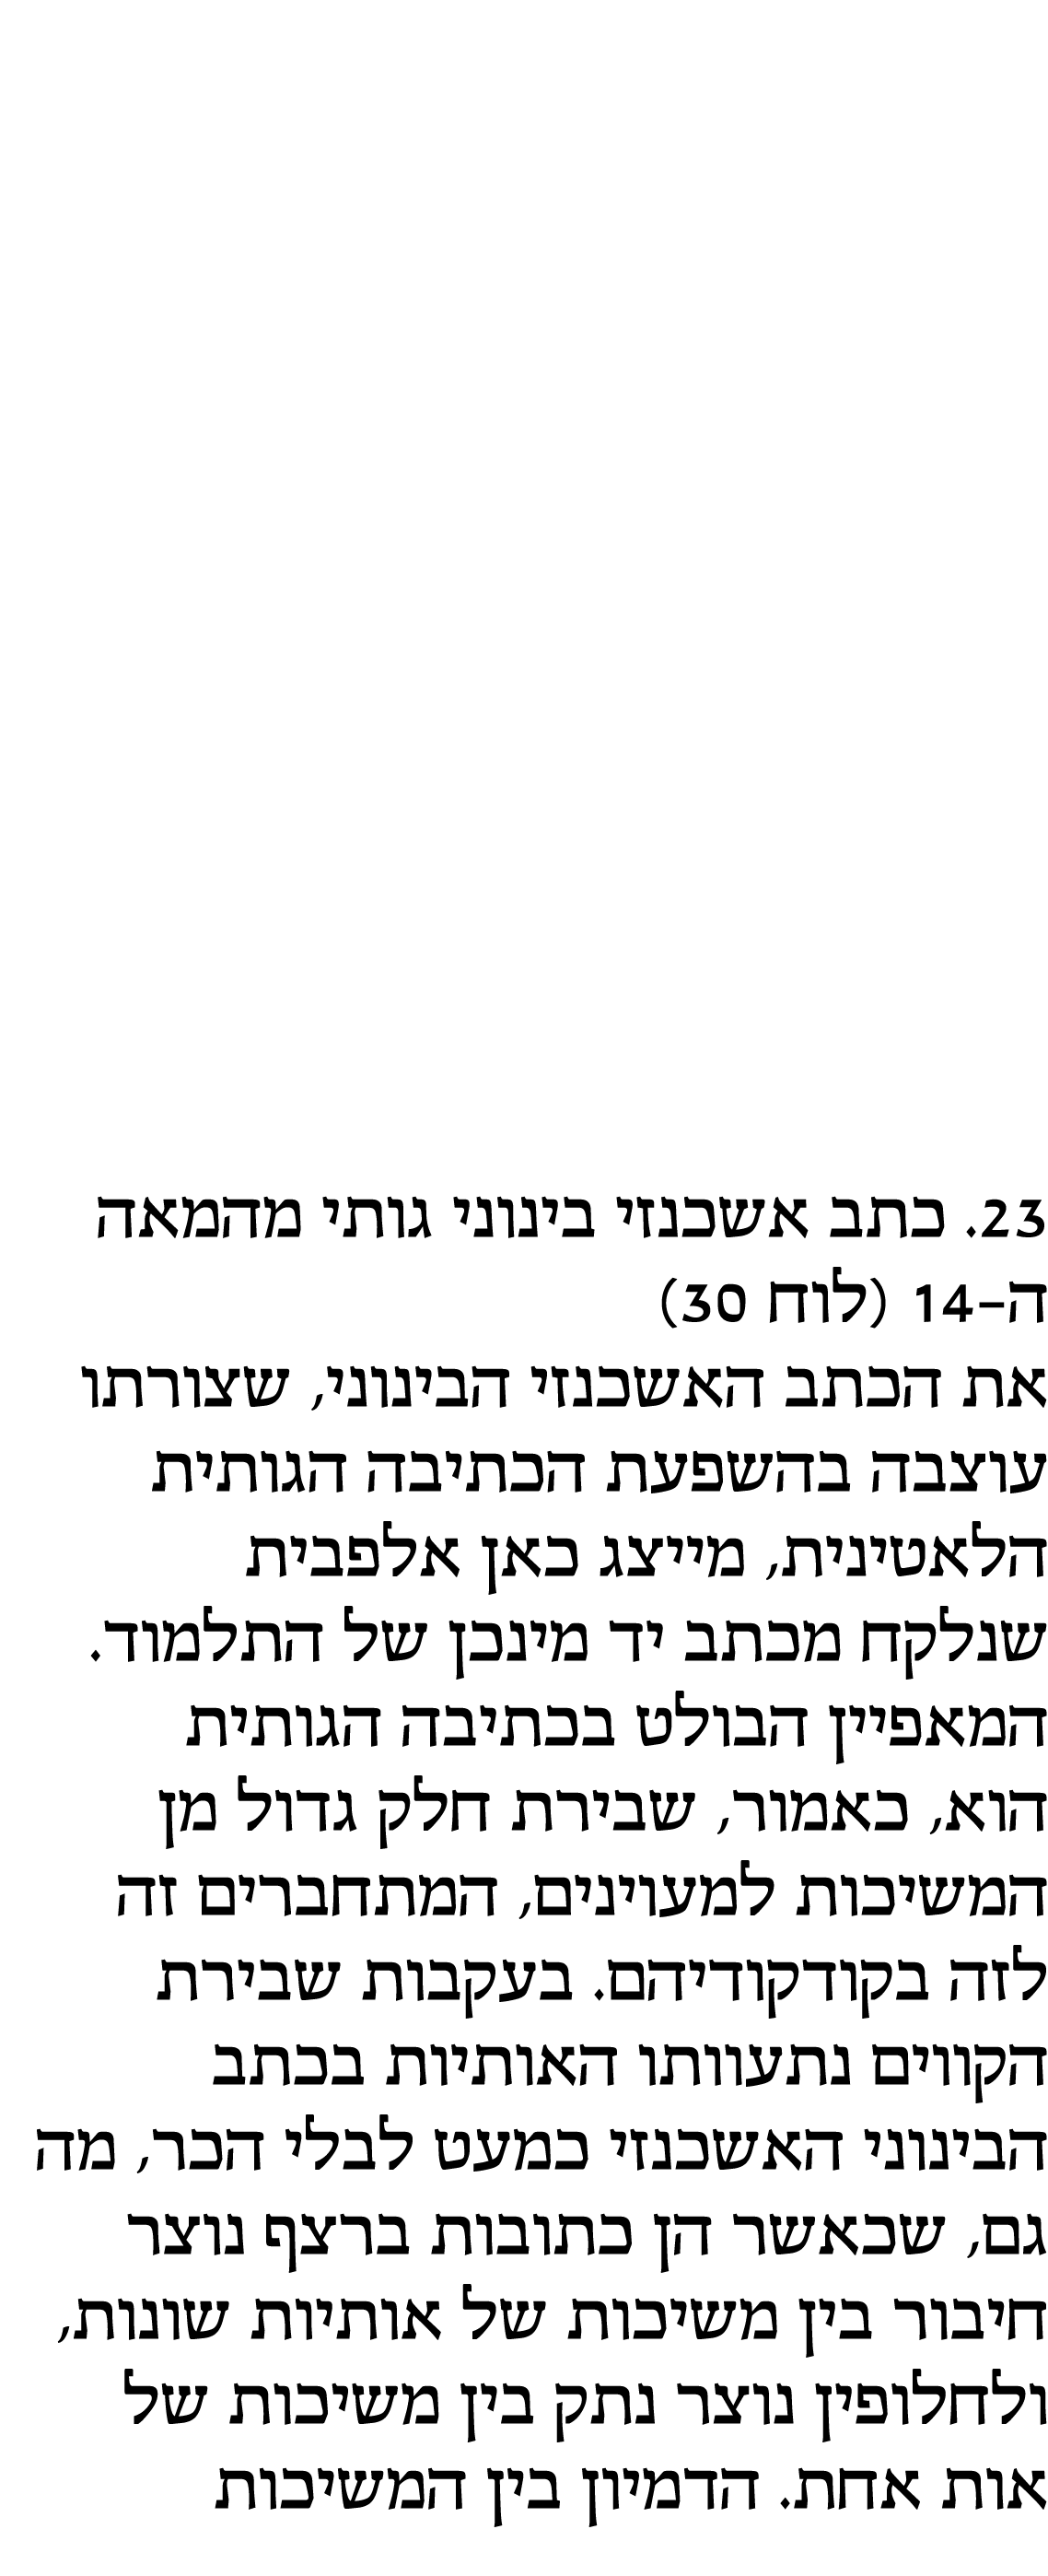 23. כתב אשכנזי בינוני גותי מהמאה
ה-14 (לוח 30)
את הכתב האשכנזי הבינוני, שצורתו
עוצבה בהשפעת הכתיבה הגותית
הלאטינית, מייצג כאן אלפבית
שנלקח מכתב יד מינכן של התלמוד.
המאפיין הבולט בכתיבה הגותית
הוא, כאמור, שבירת חלק גדול מן
המשיכות למעוינים, המתחברים זה
לזה בקודקודיהם. בעקבות שבירת
הקווים נתעוותו האותיות בכתב
הבינוני האשכנזי כמעט לבלי הכר, מה
גם, שכאשר הן כתובות ברצף נוצר
חיבור בין משיכות של אותיות שונות,
ולחלופין נוצר נתק בין משיכות של
אות אחת. הדמיון בין המשיכות